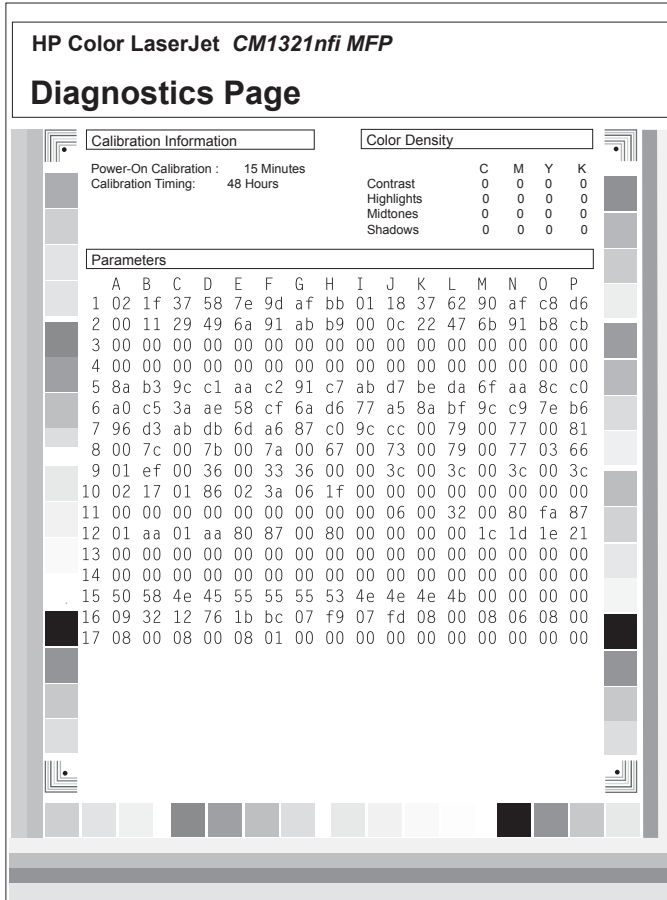 HP Color LaserJet CM1321nfi MFP
Diagnostics Page
Calibration Information
Power-On Calibration : 15 Minutes
Calibration Timing: 48 Hours
Color Density
C M Y K
Contrast 0 0 0 0
Highlights 0 0 0 0
Midtones 0 0 0 0
Shadows 0 0 0 0
Parameters
A B C D E F G H I J K L M N O P
1 02 1f 37 58 7e 9d af bb 01 18 37 62 90 af c8 d6
2 00 11 29 49 6a 91 ab b9 00 0c 22 47 6b 91 b8 cb
3 00 00 00 00 00 00 00 00 00 00 00 00 00 00 00 00
4 00 00 00 00 00 00 00 00 00 00 00 00 00 00 00 00
5 8a b3 9c c1 aa c2 91 c7 ab d7 be da 6f aa 8c c0
6 a0 c5 3a ae 58 cf 6a d6 77 a5 8a bf 9c c9 7e b6
7 96 d3 ab db 6d a6 87 c0 9c cc 00 79 00 77 00 81
8 00 7c 00 7b 00 7a 00 67 00 73 00 79 00 77 03 66
9 01 ef 00 36 00 33 36 00 00 3c 00 3c 00 3c 00 3c
10 02 17 01 86 02 3a 06 1f 00 00 00 00 00 00 00 00
11 00 00 00 00 00 00 00 00 00 06 00 32 00 80 fa 87
12 01 aa 01 aa 80 87 00 80 00 00 00 00 1c 1d 1e 21
13 00 00 00 00 00 00 00 00 00 00 00 00 00 00 00 00
14 00 00 00 00 00 00 00 00 00 00 00 00 00 00 00 00
15 50 58 4e 45 55 55 55 53 4e 4e 4e 4b 00 00 00 00
16 09 32 12 76 1b bc 07 f9 07 fd 08 00 08 06 08 00
17 08 00 08 00 08 01 00 00 00 00 00 00 00 00 00 00